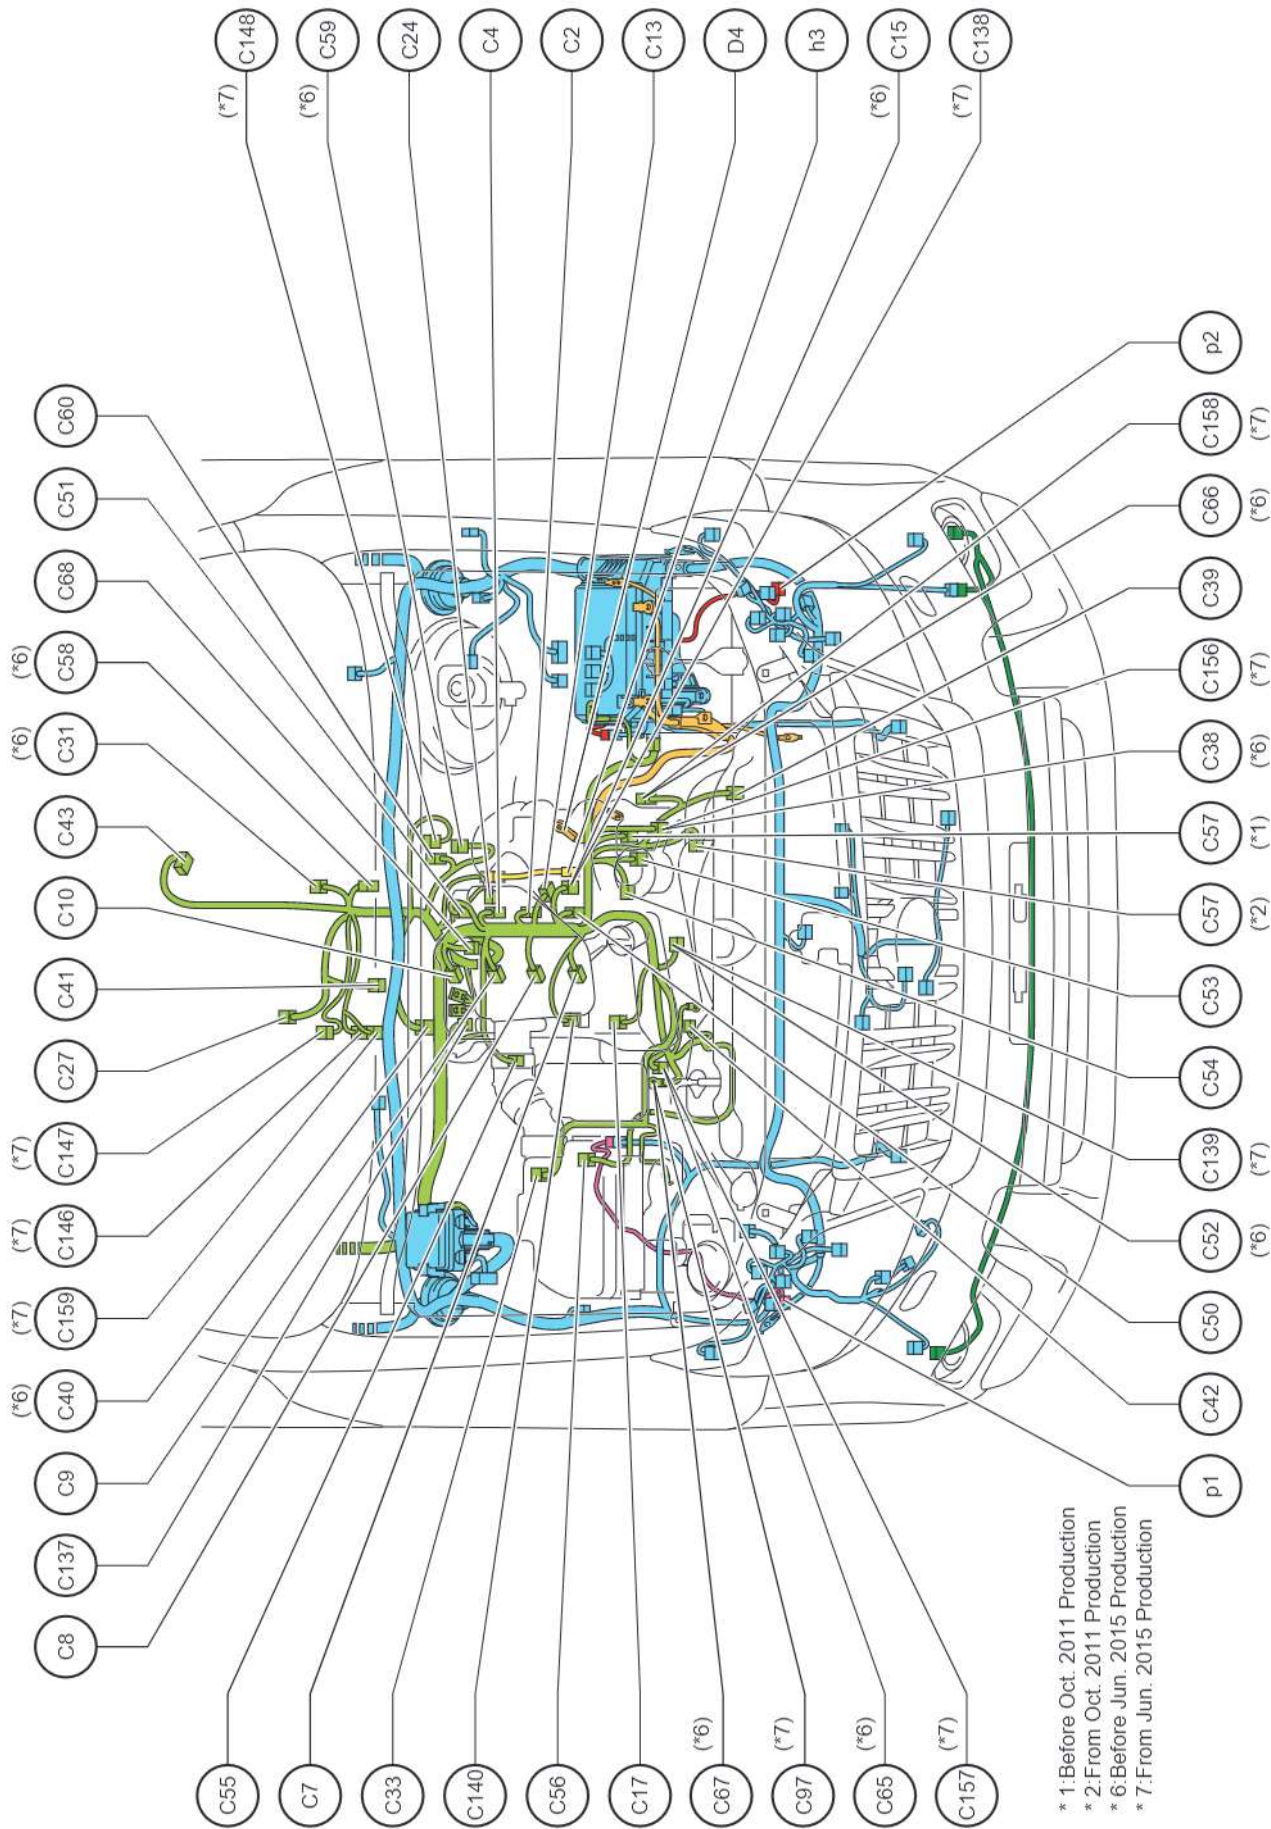 C148
(*7)
C59
(*6)
C24
C4
C2
C13
D4
h3
C15
(*6)
C138
(*7)
C60
C51
C68
C58
(*6)
C31
(*6)
C43
C10
C41
C27
C147
(*7)
C146
(*7)
C159
(*7)
C40
(*6)
C9
C137
C8
p2
C158
(*7)
C66
(*6)
C39
C156
(*7)
C38
(*6)
C57
(*1)
C57
(*2)
C53
C54
C139
(*7)
C52
(*6)
C50
C42
p1
C55
C7
C33
C140
C56
C17
C67
(*6)
C97
(*7)
C65
(*6)
C157
(*7)
* 1:Before Oct. 2011 Production
* 2:From Oct. 2011 Production
* 6:Before Jun. 2015 Production
* 7:From Jun. 2015 Production